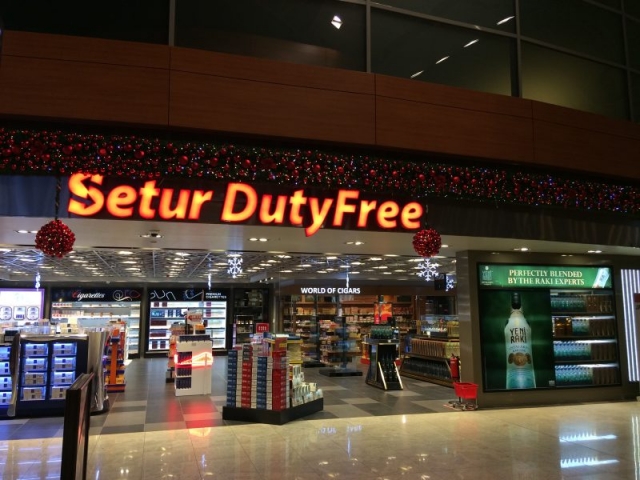 Setur DutyFree
PERFECTLY BLENDED
BY THE RAKI EXPERTS
WORLD OF CIGARS
Cigarettes
YENİ
RAKI